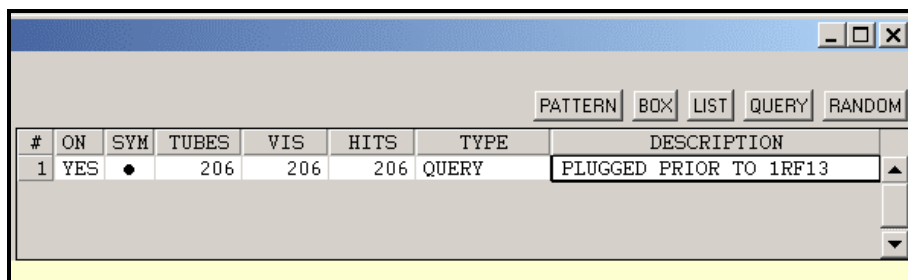 PATTERN BOX LIST QUERY RANDOM
# ON SYM TUBES VIS HITS TYPE DESCRIPTION
1 YES ● 206 206 206 QUERY PLUGGED PRIOR TO 1RF13